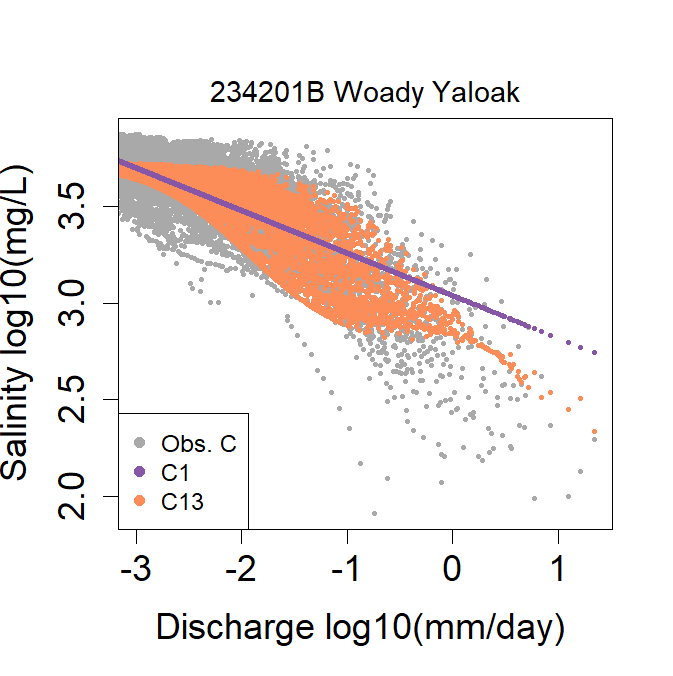 234201B Woady Yaloak
Salinity log10(mg/L)
3.5
3.0
2.5
2.0
Obs. C
C1
C13
-3
-2
-1
0
1
Discharge log10(mm/day)